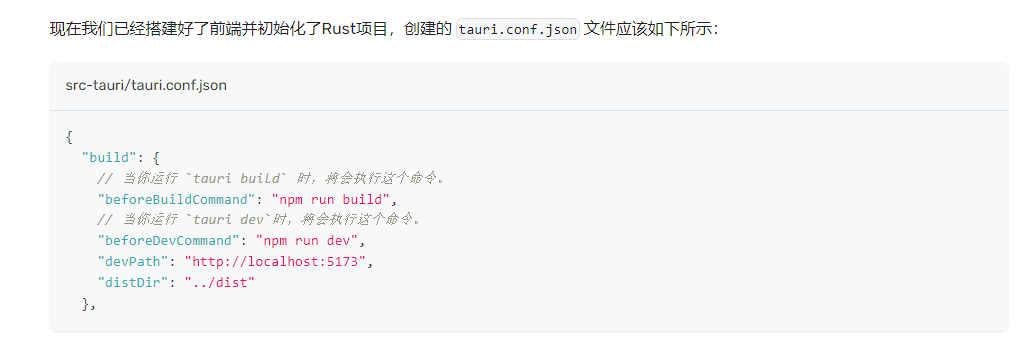 现在我们已经搭建好了前端并初始化了Rust项目，创建的 tauri.conf.json 文件应该如下所示：
src-tauri/tauri.conf.json
{
  "build": {
    // 当你运行 `tauri build` 时，将会执行这个命令。
    "beforeBuildCommand": "npm run build",
    // 当你运行 `tauri dev`时，将会执行这个命令。
    "beforeDevCommand": "npm run dev",
    "devPath": "http://localhost:5173",
    "distDir": "../dist"
  },